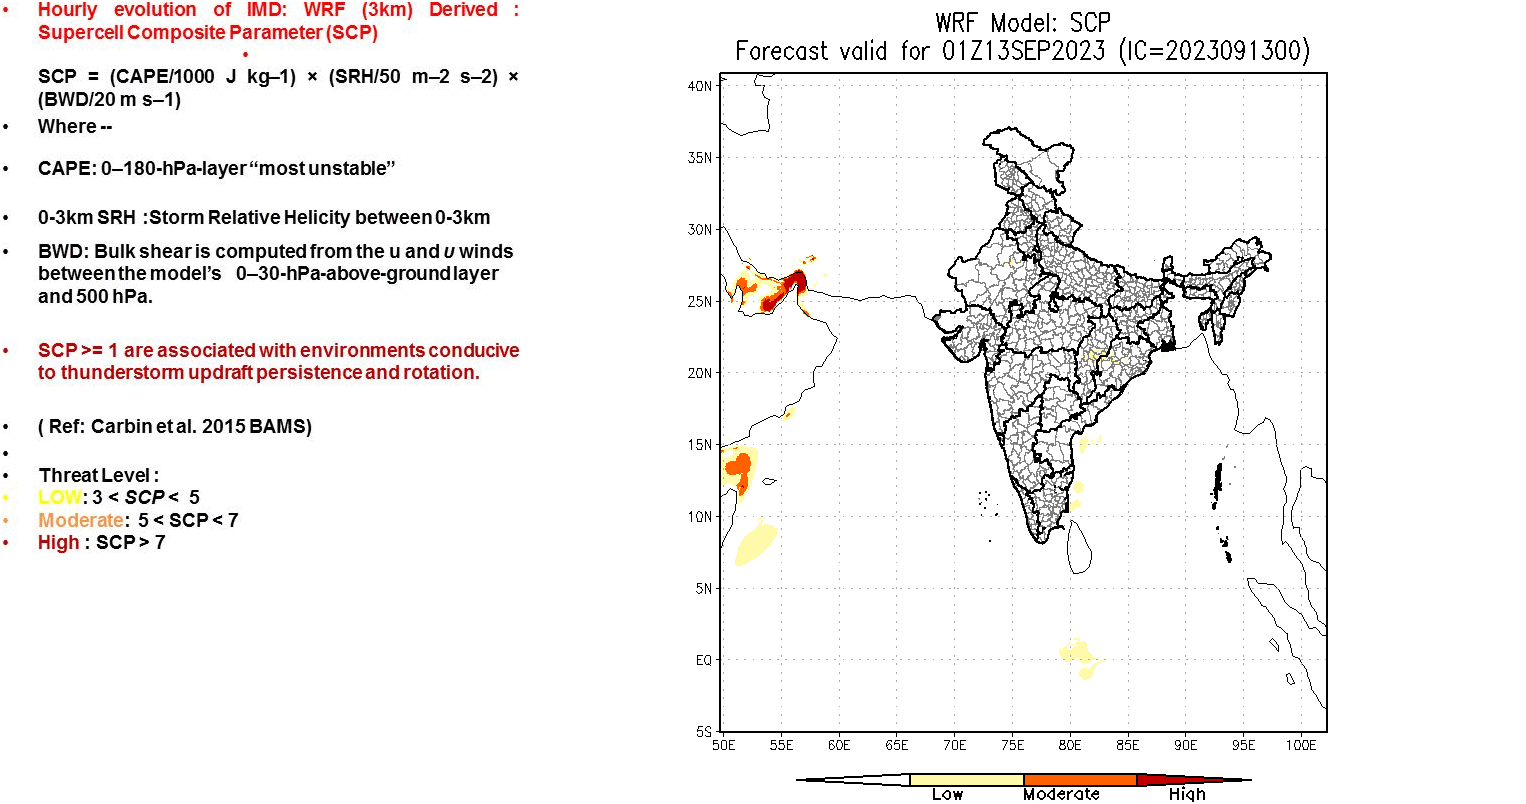 • Hourly evolution of IMD: WRF (3km) Derived :
Supercell Composite Parameter (SCP)
•
SCP = (CAPE/1000 J kg–1) × (SRH/50 m–2 s–2) ×
(BWD/20 m s–1)
• Where --
• CAPE: 0–180-hPa-layer “most unstable”
• 0-3km SRH :Storm Relative Helicity between 0-3km
• BWD: Bulk shear is computed from the u and υ winds
between the model’s 0–30-hPa-above-ground layer
and 500 hPa.
• SCP >= 1 are associated with environments conducive
to thunderstorm updraft persistence and rotation.
• ( Ref: Carbin et al. 2015 BAMS)
•
• Threat Level :
• LOW: 3 < SCP < 5
• Moderate: 5 < SCP < 7
• High : SCP > 7
WRF Model: SCP
Forecast valid for 01Z13SEP2023 (IC=2023091300)
40N
35N
30N
25N
20N
15N
10N
5N
EQ
5S
50E 55E 60E 65E 70E 75E 80E 85E 90E 95E 100E
Low Moderate High